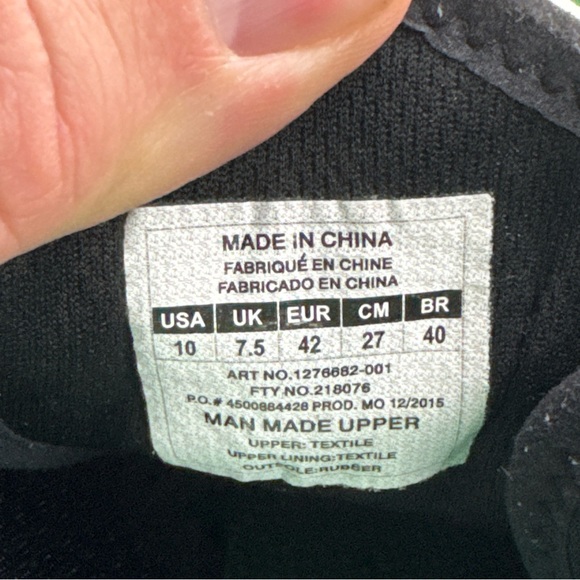 MADE IN CHINA
FABRIQUÉ EN CHINE
FABRICADO EN CHINA
USA UK EUR CM BR
10 7.5 42 27 40
ART NO.1276682-001
FTY NO.218076
P.O.# 4500884428 PROD. MO 12/2015
MAN MADE UPPER
UPPER: TEXTILE
UPPER LINING:TEXTILE
OUTSOLE:RUBBER